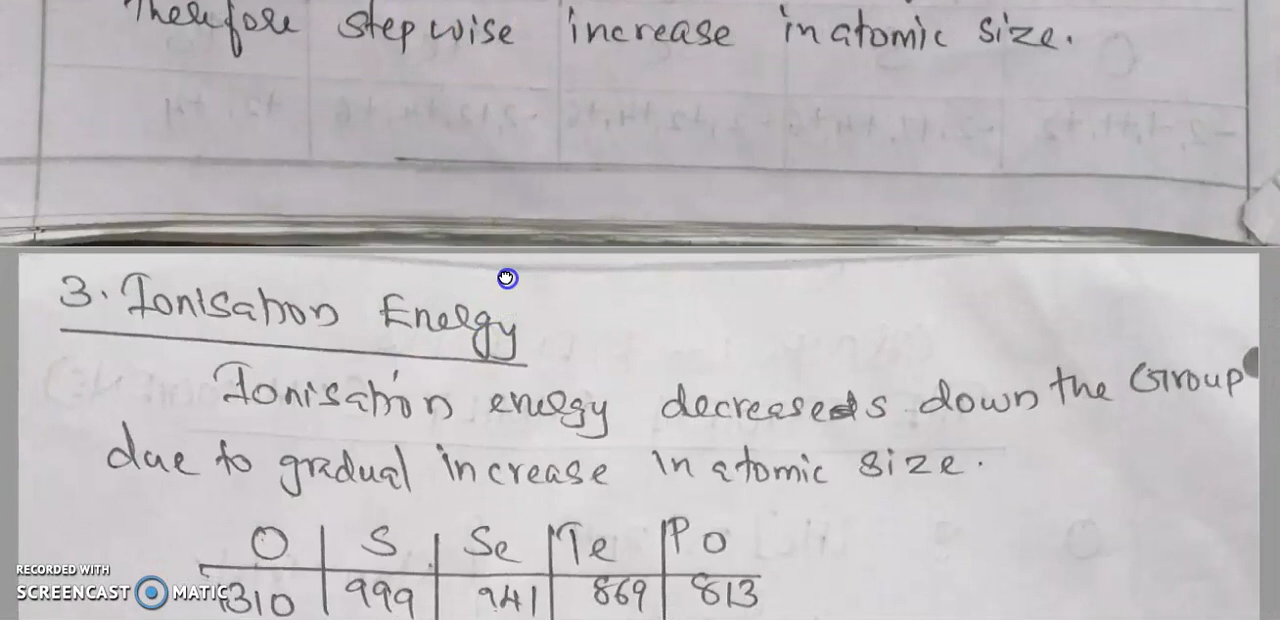 Therefore stepwise increase in atomic size.
3. Ionisation Energy
Ionisation energy decreases down the Group
due to gradual increase in atomic size.
O S Se Te Po
1310 999 941 869 813
RECORDED WITH
SCREENCAST MATIC